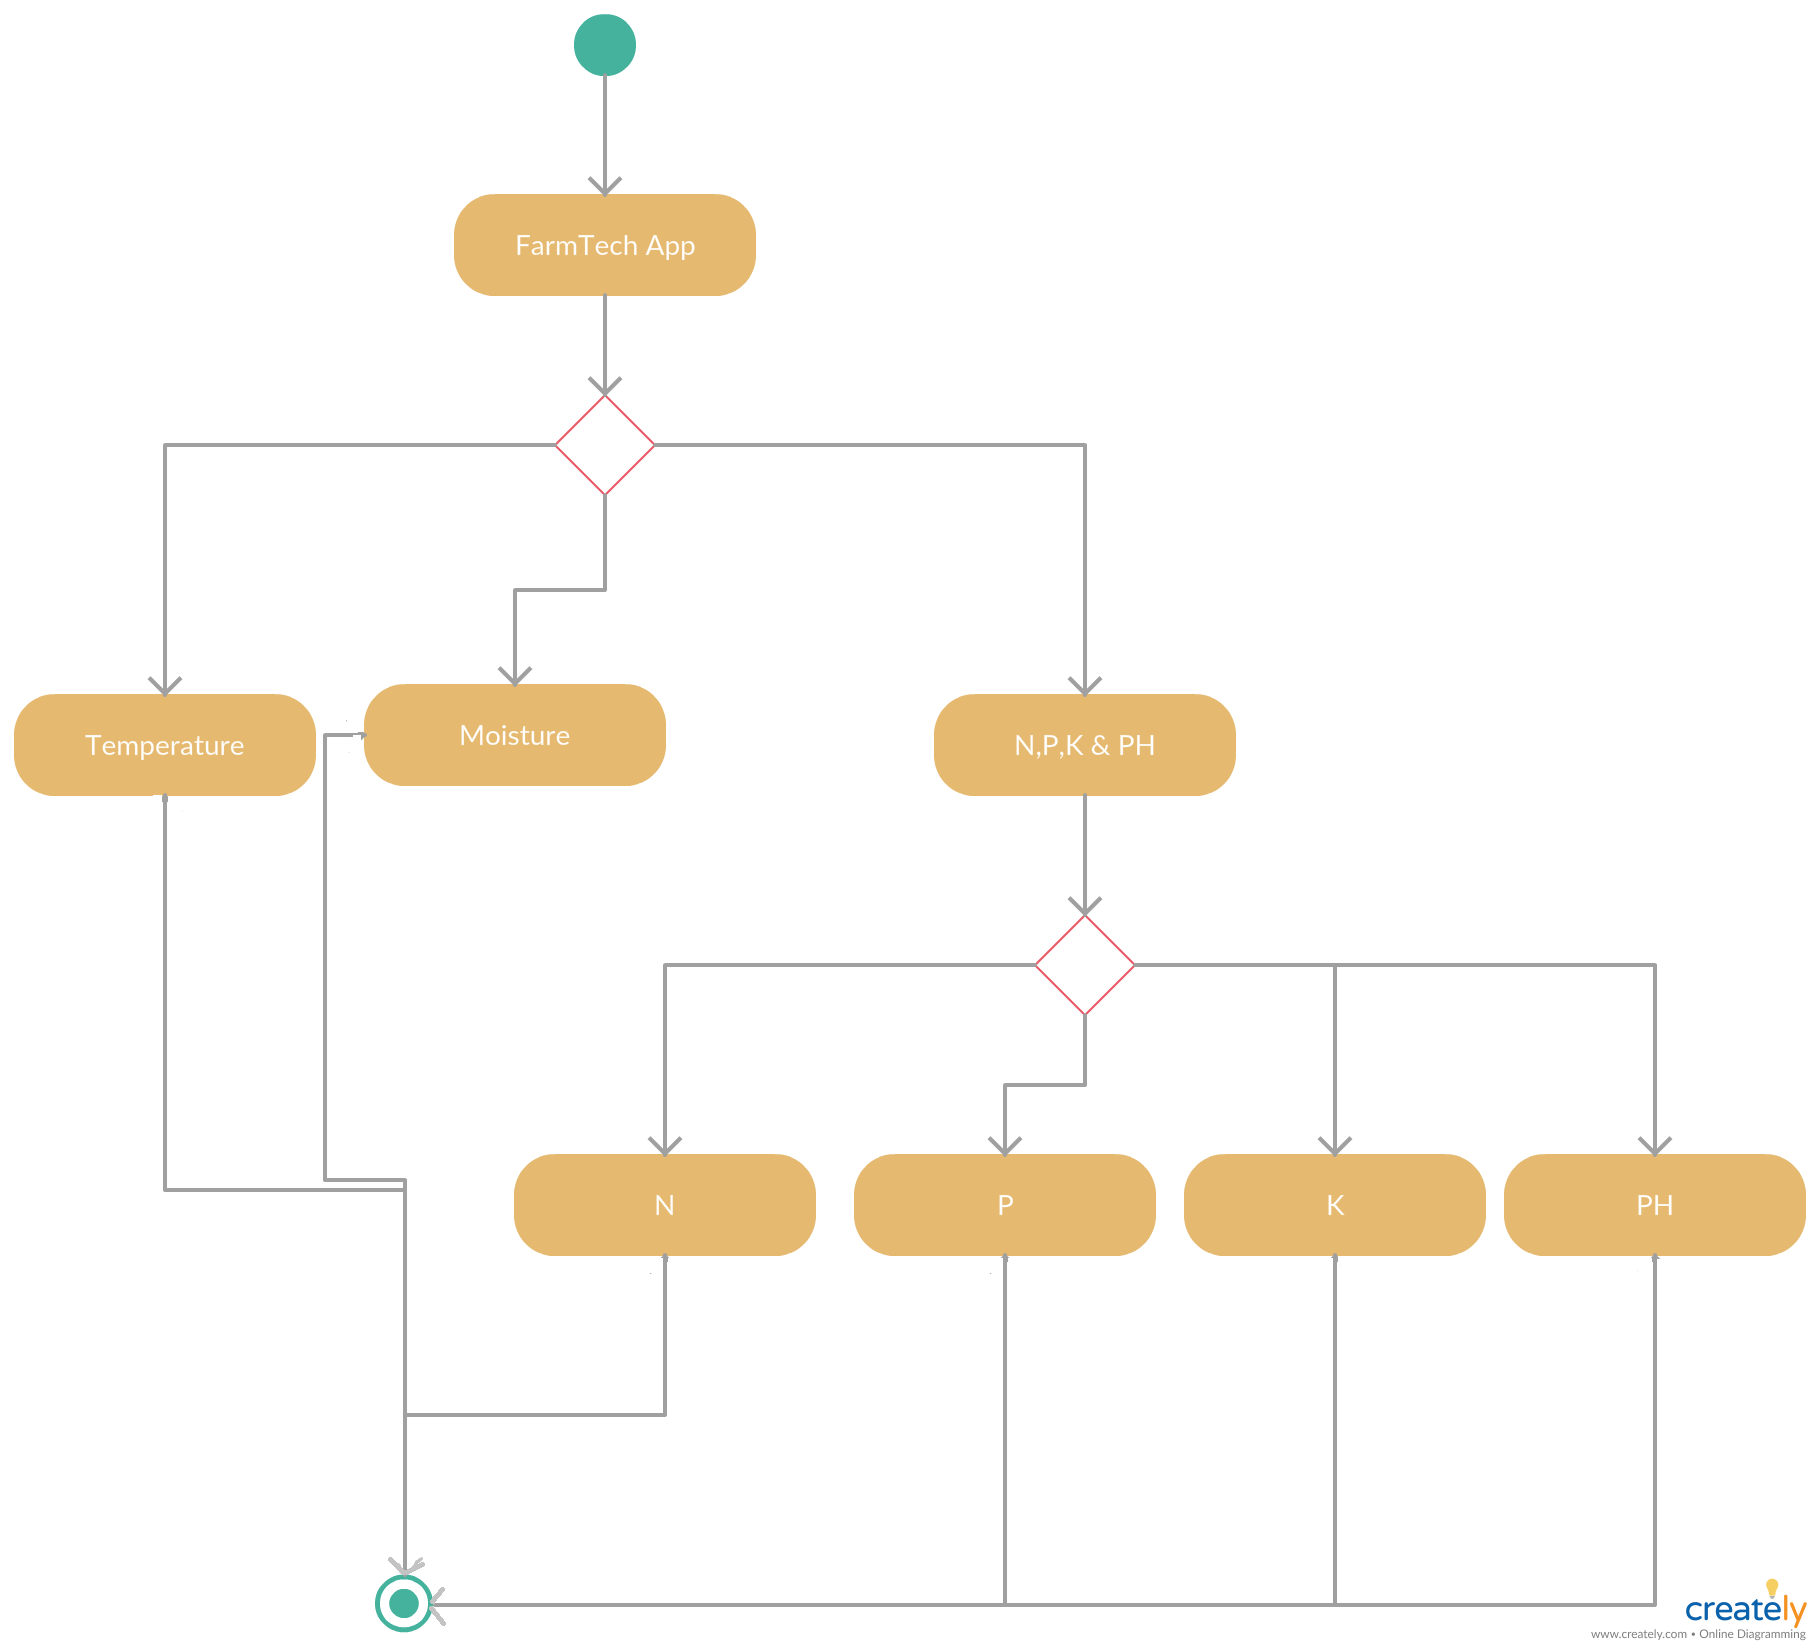 FarmTech App
Temperature
Moisture
N,P,K & PH
N
P
K
PH
creately
www.creately.com • Online Diagramming